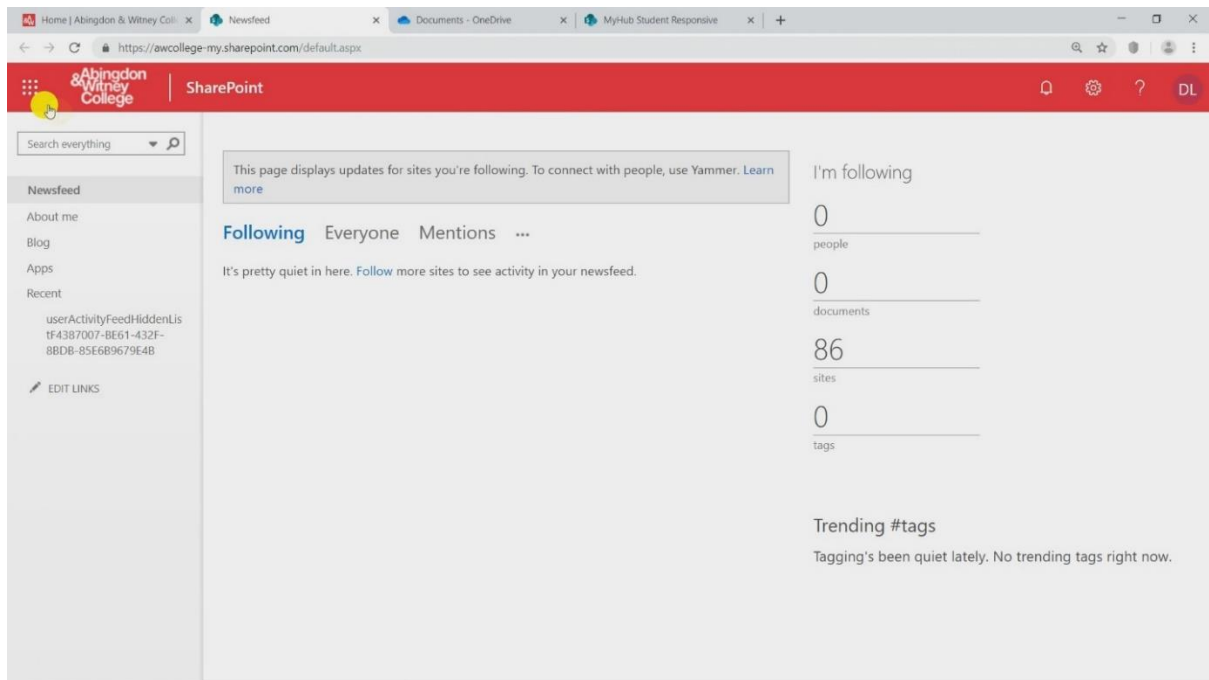 Home | Abingdon & Witney Coll
Newsfeed
Documents - OneDrive
MyHub Student Responsive
https://awcollege-my.sharepoint.com/default.aspx
Abingdon
&Witney
College
SharePoint
DL
Search everything
Newsfeed
About me
Blog
Apps
Recent
userActivityFeedHiddenLis
tF4387007-BE61-432F-
8BDB-85E6B9679E4B
EDIT LINKS
This page displays updates for sites you're following. To connect with people, use Yammer. Learn
more
Following Everyone Mentions ...
It's pretty quiet in here. Follow more sites to see activity in your newsfeed.
I'm following
0
people
0
documents
86
sites
0
tags
Trending #tags
Tagging's been quiet lately. No trending tags right now.